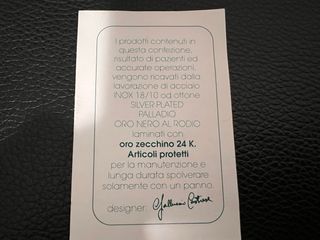 I prodotti contenuti in
questa confezione,
risultato di pazienti ed
accurate operazioni,
vengono ricavati dalla
lavorazione di acciaio
INOX 18/10 od ottone
SILVER PLATED
PALLADIO
ORO NERO AL RODIO
laminati con
oro zecchino 24 K.
Articoli protetti
per la manutenzione e
lunga durata spolverare
solamente con un panno.
designer